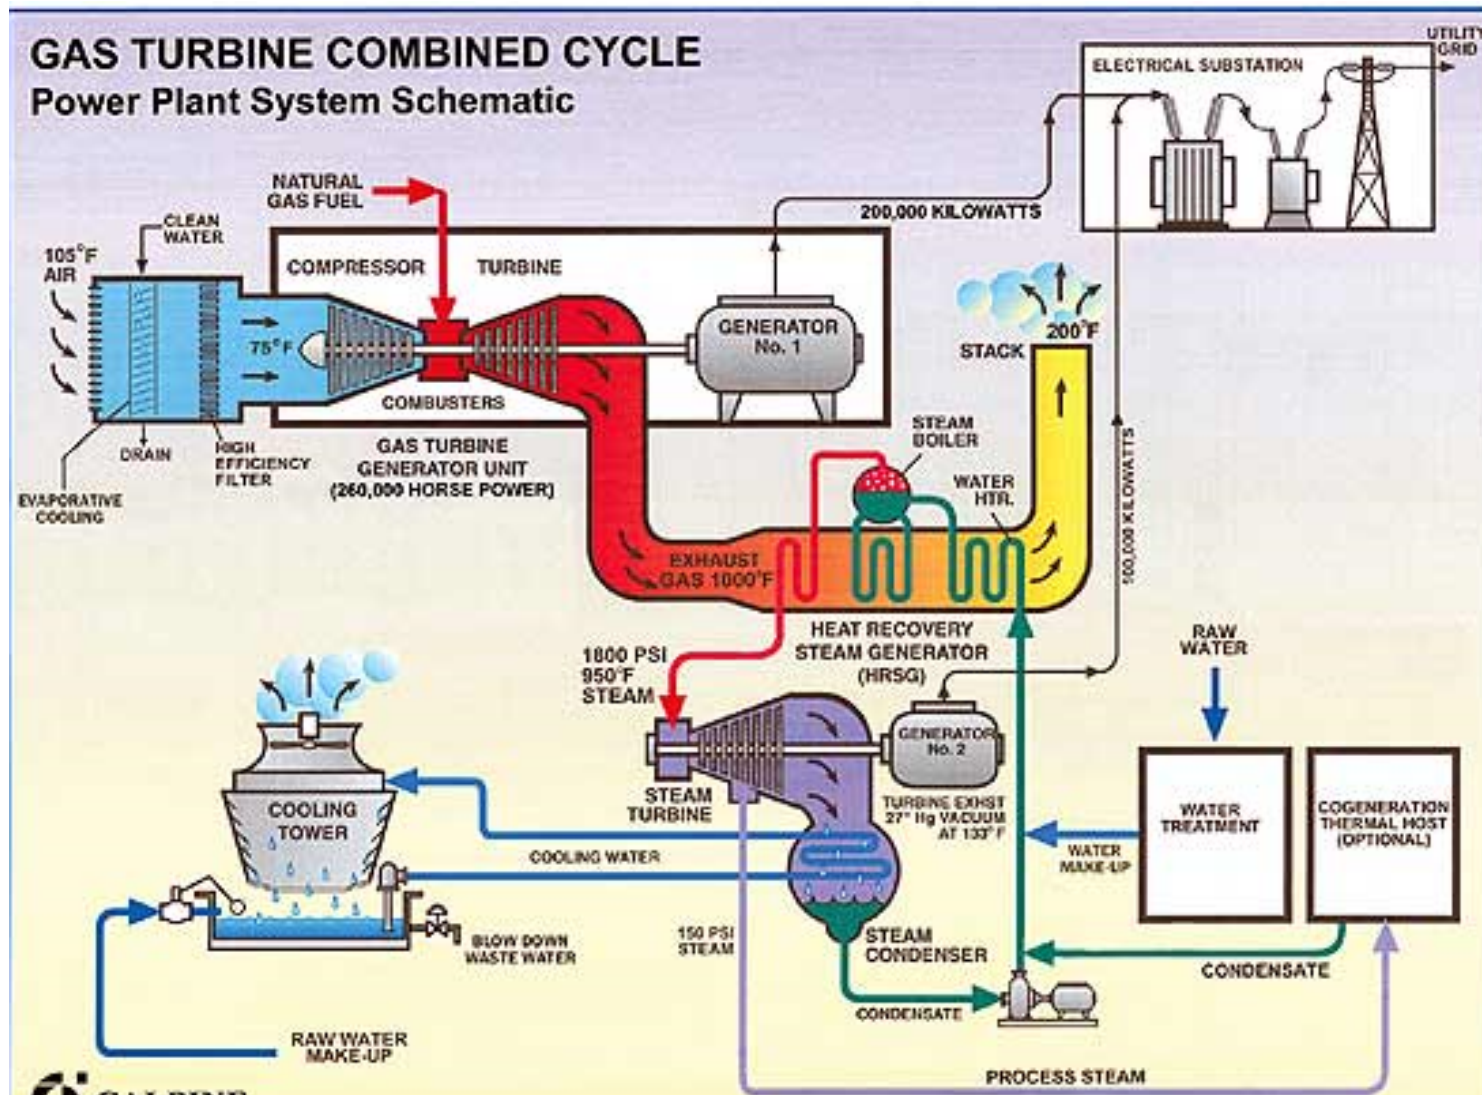 GAS TURBINE COMBINED CYCLE
Power Plant System Schematic
UTILITY
GRID
ELECTRICAL SUBSTATION
NATURAL
GAS FUEL
200,000 KILOWATTS
CLEAN
WATER
105°F
AIR
COMPRESSOR
TURBINE
75°F
GENERATOR
No. 1
200°F
STACK
COMBUSTERS
DRAIN
HIGH
EFFICIENCY
FILTER
GAS TURBINE
GENERATOR UNIT
(260,000 HORSE POWER)
EVAPORATIVE
COOLING
STEAM
BOILER
WATER
HTR.
100,000 KILOWATTS
EXHAUST
GAS 1000°F
HEAT RECOVERY
STEAM GENERATOR
(HRSG)
1800 PSI
950°F
STEAM
RAW
WATER
GENERATOR
No. 2
STEAM
TURBINE
TURBINE EXHST
27" Hg VACUUM
AT 133°F
COOLING
TOWER
WATER
TREATMENT
COGENERATION
THERMAL HOST
(OPTIONAL)
COOLING WATER
WATER
MAKE-UP
150 PSI
STEAM
STEAM
CONDENSER
BLOW DOWN
WASTE WATER
CONDENSATE
CONDENSATE
RAW WATER
MAKE-UP
PROCESS STEAM